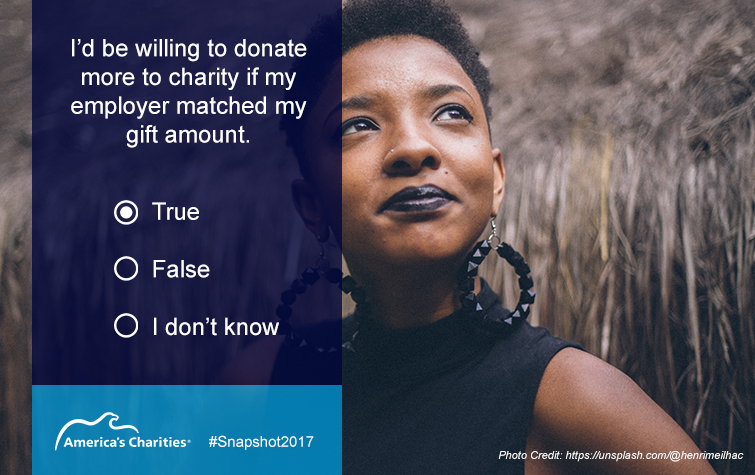 I'd be willing to donate
more to charity if my
employer matched my
gift amount.
True
False
I don't know
America's Charities®
#Snapshot2017
Photo Credit: https://unsplash.com/@henrimeilhac